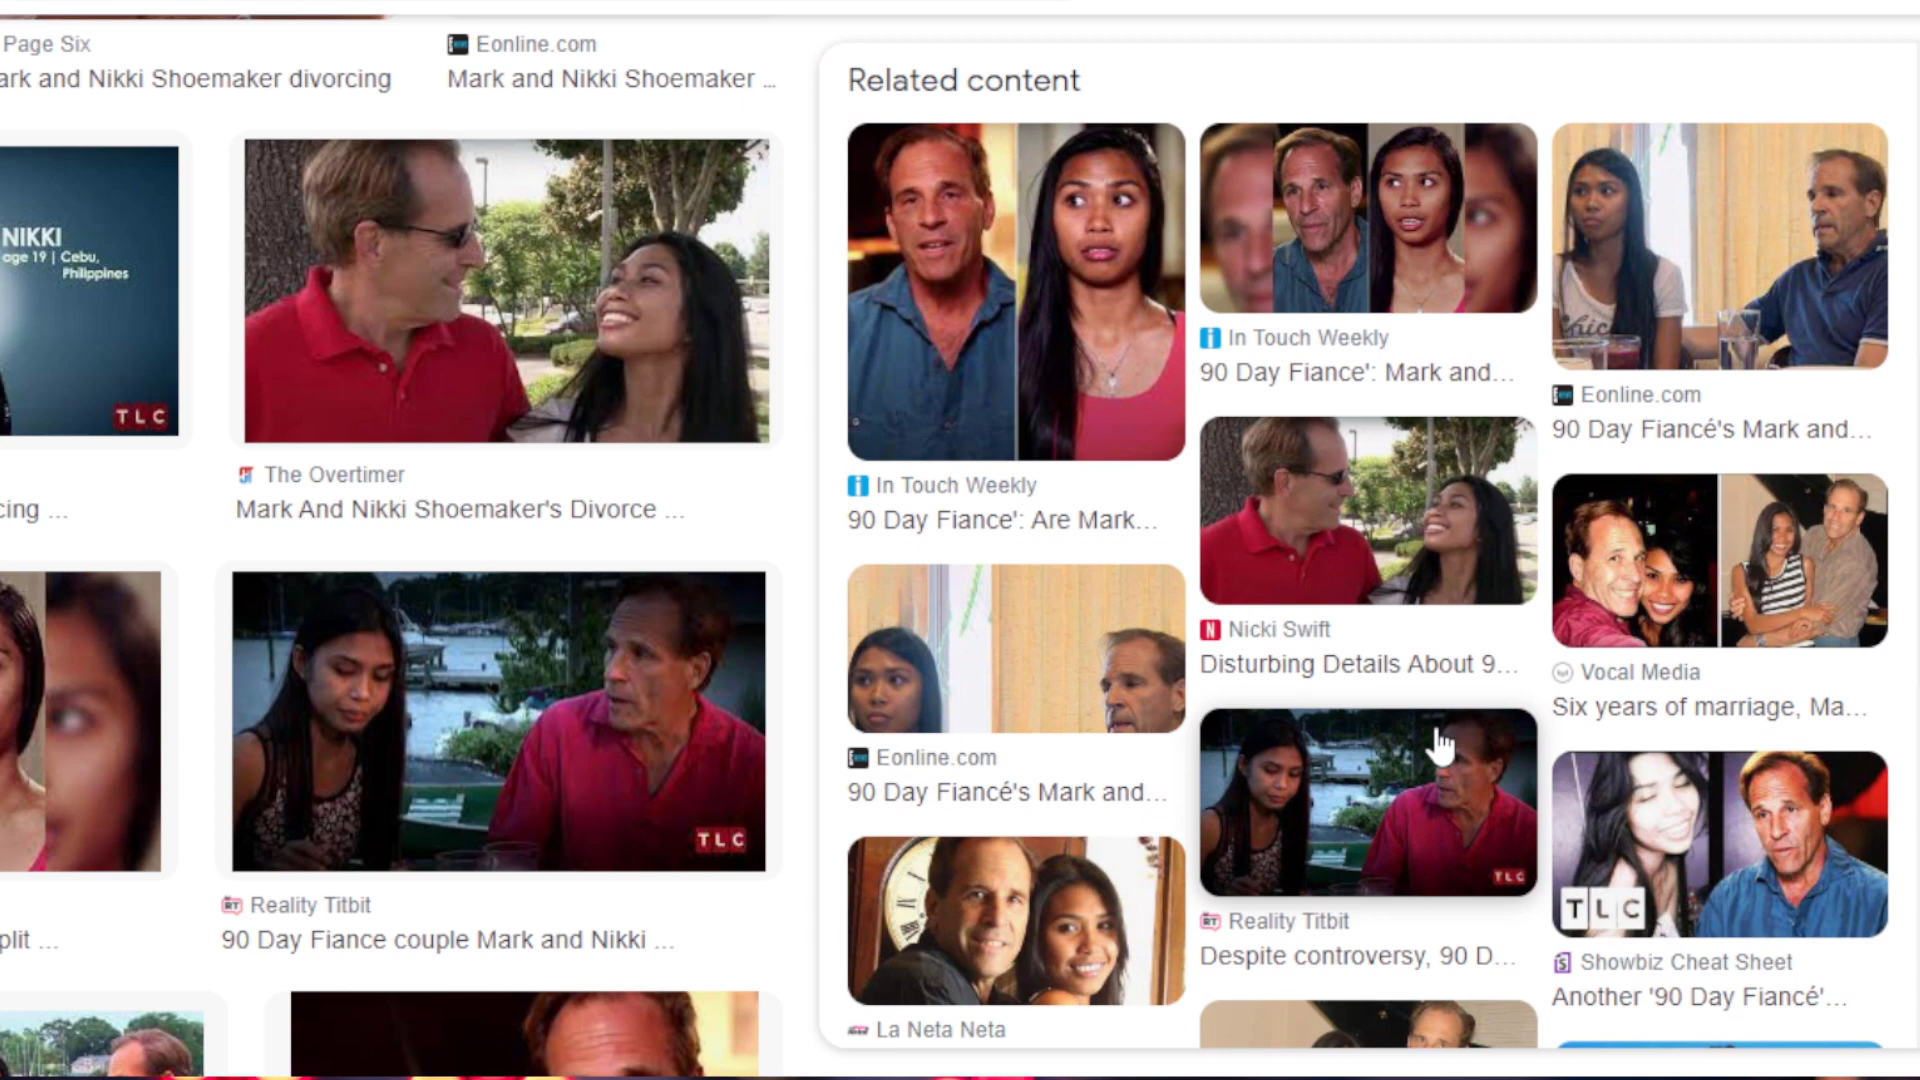 Page Six
ark and Nikki Shoemaker divorcing
Eonline.com
Mark and Nikki Shoemaker ...
NIKKI
age 19 | Cebu,
Philippines
TLC
cing ...
The Overtimer
Mark And Nikki Shoemaker's Divorce ...
plit ...
TLC
Reality Titbit
90 Day Fiance couple Mark and Nikki ...
Related content
In Touch Weekly
90 Day Fiance': Are Mark...
Eonline.com
90 Day Fiancé's Mark and...
La Neta Neta
In Touch Weekly
90 Day Fiance': Mark and...
N
Nicki Swift
Disturbing Details About 9...
TLC
RT
Reality Titbit
Despite controversy, 90 D...
chic
Eonline.com
90 Day Fiancé's Mark and...
Vocal Media
Six years of marriage, Ma...
TLC
S
Showbiz Cheat Sheet
Another '90 Day Fiancé'...